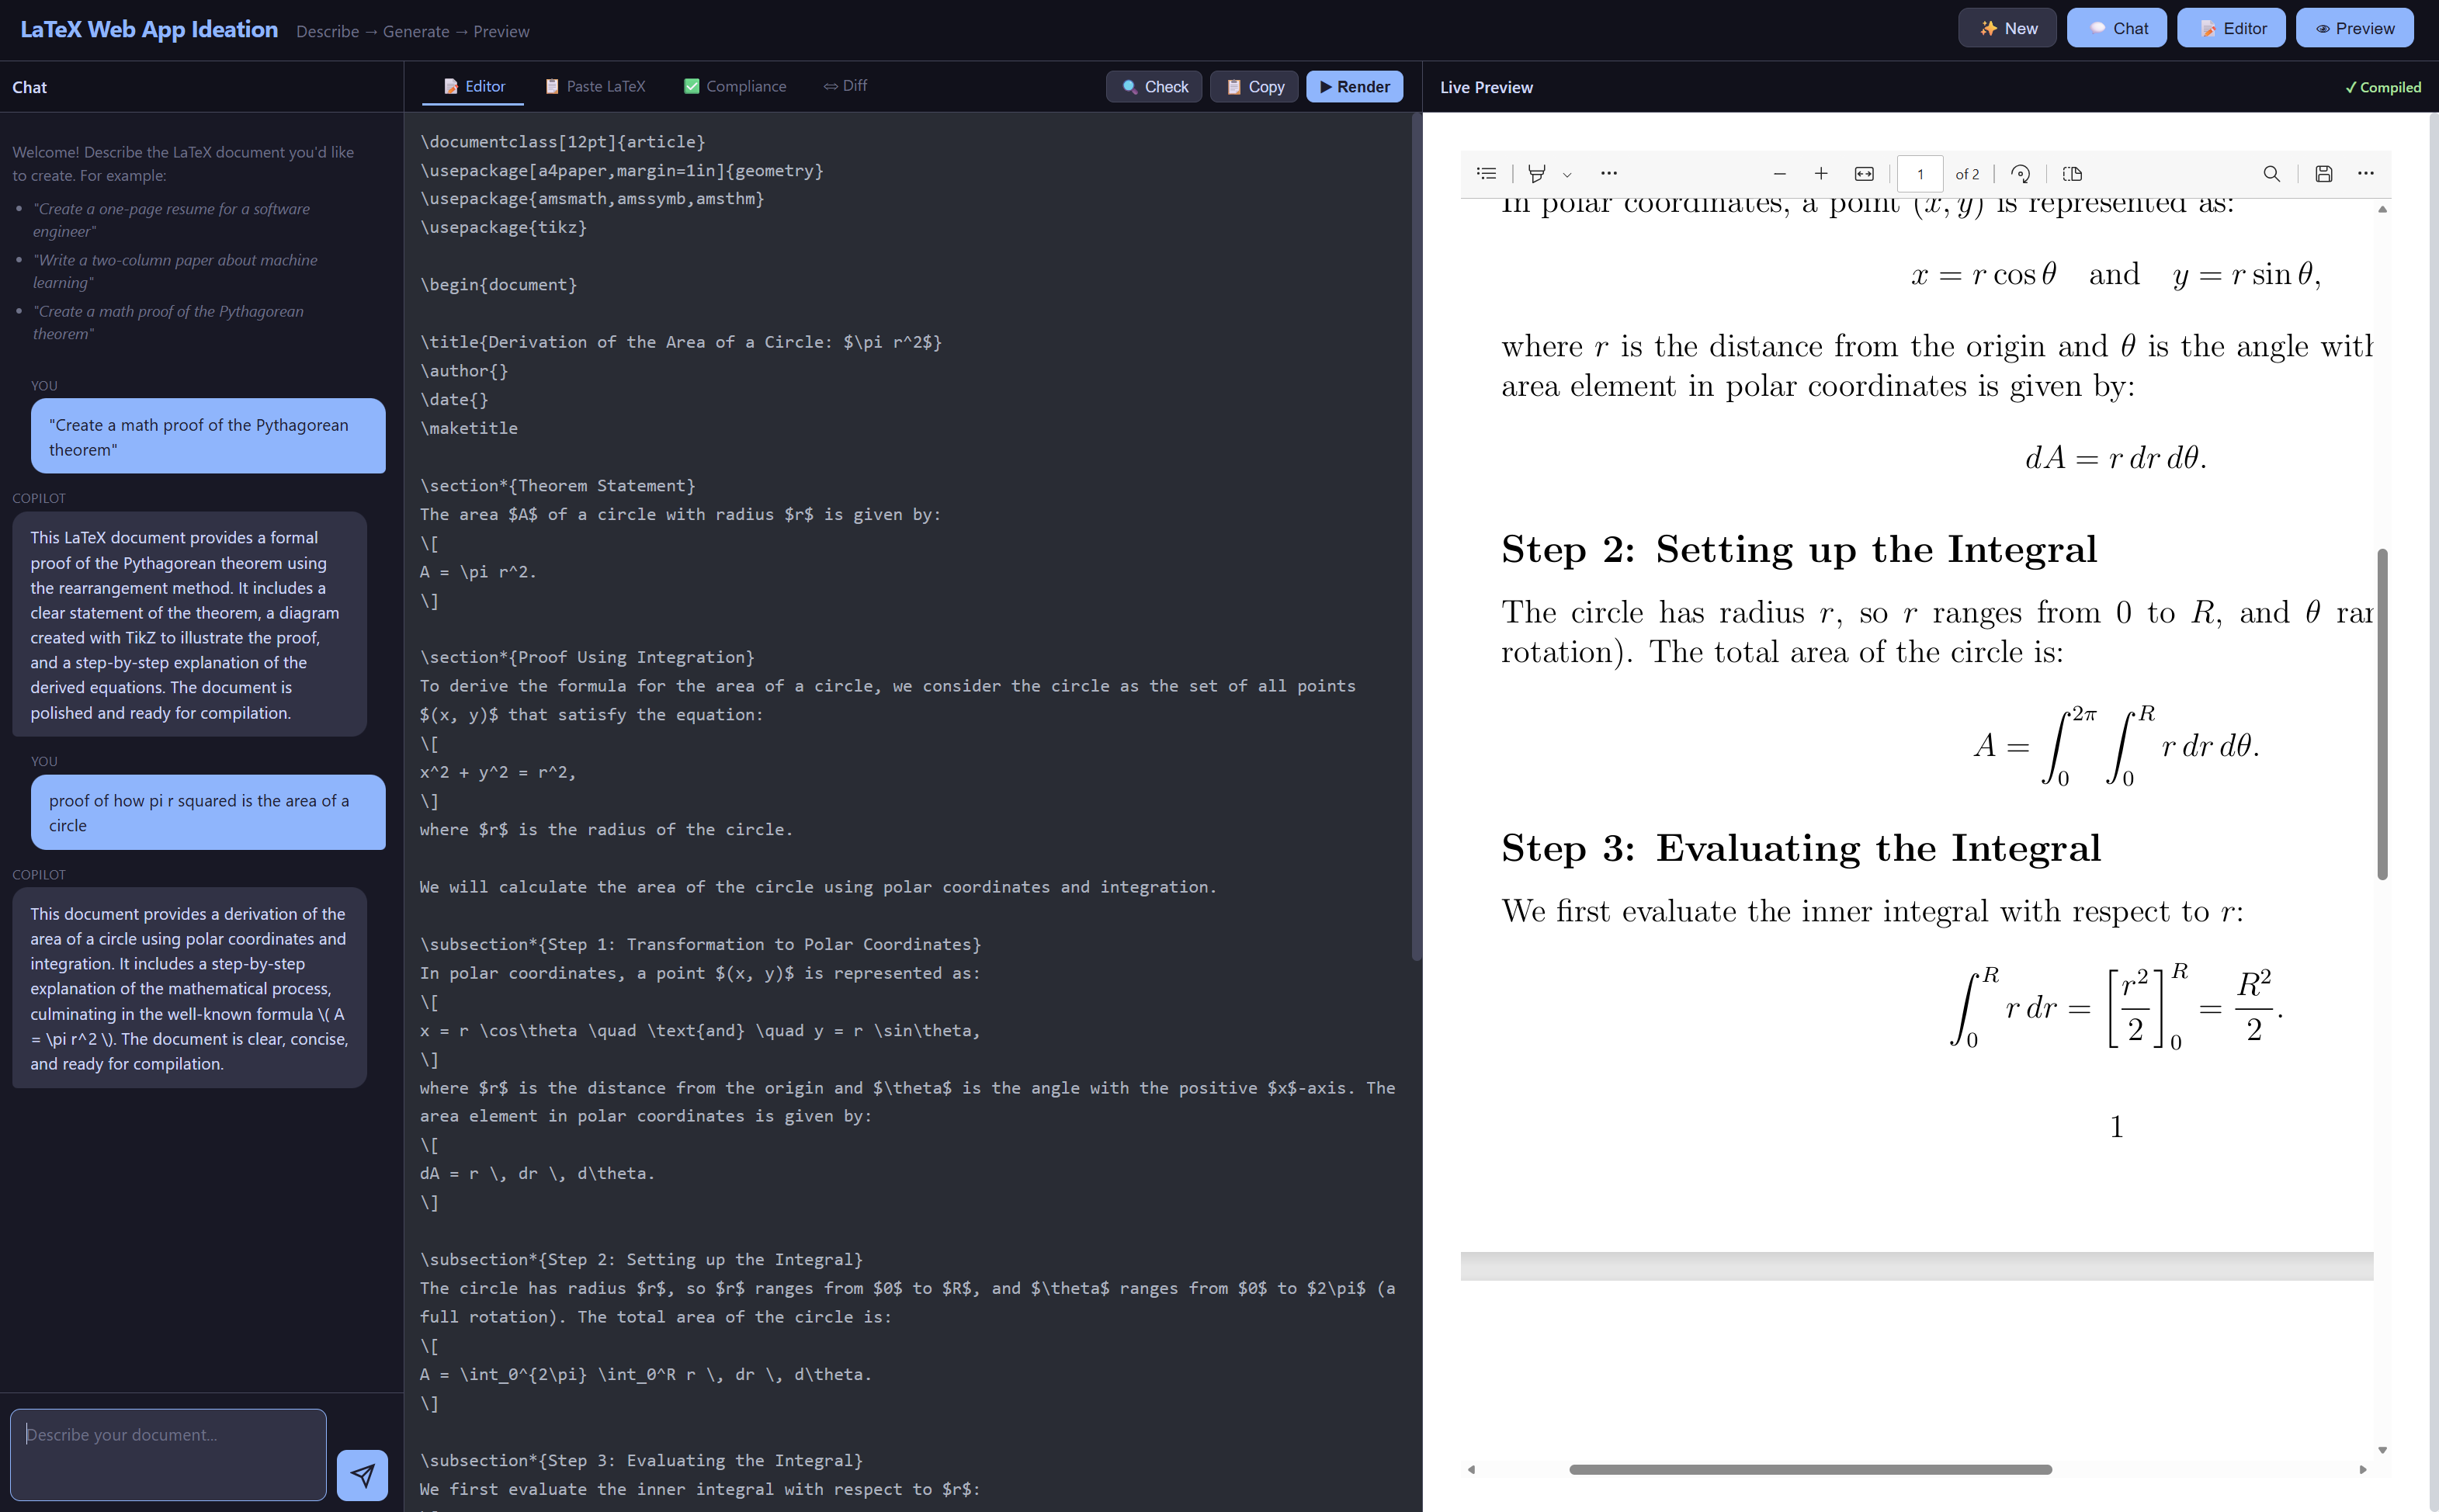 LaTeX Web App Ideation
Describe → Generate → Preview
✨ New
💬 Chat
📝 Editor
👁 Preview
Chat
Welcome! Describe the LaTeX document you'd like
to create. For example:
• "Create a one-page resume for a software
engineer"
• "Write a two-column paper about machine
learning"
• "Create a math proof of the Pythagorean
theorem"
YOU
"Create a math proof of the Pythagorean
theorem"
COPILOT
This LaTeX document provides a formal
proof of the Pythagorean theorem using
the rearrangement method. It includes a
clear statement of the theorem, a diagram
created with TikZ to illustrate the proof,
and a step-by-step explanation of the
derived equations. The document is
polished and ready for compilation.
YOU
proof of how pi r squared is the area of a
circle
COPILOT
This document provides a derivation of the
area of a circle using polar coordinates and
integration. It includes a step-by-step
explanation of the mathematical process,
culminating in the well-known formula \( A
= \pi r^2 \). The document is clear, concise,
and ready for compilation.
Describe your document...
📝 Editor
📋 Paste LaTeX
✅ Compliance
⇔ Diff
🔍 Check
📋 Copy
▶ Render
\documentclass[12pt]{article}
\usepackage[a4paper,margin=1in]{geometry}
\usepackage{amsmath,amssymb,amsthm}
\usepackage{tikz}
\begin{document}
\title{Derivation of the Area of a Circle: $\pi r^2$}
\author{}
\date{}
\maketitle
\section*{Theorem Statement}
The area $A$ of a circle with radius $r$ is given by:
\[
A = \pi r^2.
\]
\section*{Proof Using Integration}
To derive the formula for the area of a circle, we consider the circle as the set of all points
$(x, y)$ that satisfy the equation:
\[
x^2 + y^2 = r^2,
\]
where $r$ is the radius of the circle.
We will calculate the area of the circle using polar coordinates and integration.
\subsection*{Step 1: Transformation to Polar Coordinates}
In polar coordinates, a point $(x, y)$ is represented as:
\[
x = r \cos\theta \quad \text{and} \quad y = r \sin\theta,
\]
where $r$ is the distance from the origin and $\theta$ is the angle with the positive $x$-axis. The
area element in polar coordinates is given by:
\[
dA = r \, dr \, d\theta.
\]
\subsection*{Step 2: Setting up the Integral}
The circle has radius $r$, so $r$ ranges from $0$ to $R$, and $\theta$ ranges from $0$ to $2\pi$ (a
full rotation). The total area of the circle is:
\[
A = \int_0^{2\pi} \int_0^R r \, dr \, d\theta.
\]
\subsection*{Step 3: Evaluating the Integral}
We first evaluate the inner integral with respect to $r$:
Live Preview
✓ Compiled
1 of 2
In polar coordinates, a point (x, y) is represented as:
x = r cos θ and y = r sin θ,
where r is the distance from the origin and θ is the angle with
area element in polar coordinates is given by:
dA = r dr dθ.
Step 2: Setting up the Integral
The circle has radius r, so r ranges from 0 to R, and θ ran
rotation). The total area of the circle is:
A = ∫₀^{2π} ∫₀^R r dr dθ.
Step 3: Evaluating the Integral
We first evaluate the inner integral with respect to r:
∫₀^R r dr = [r²/2]₀^R = R²/2.
1